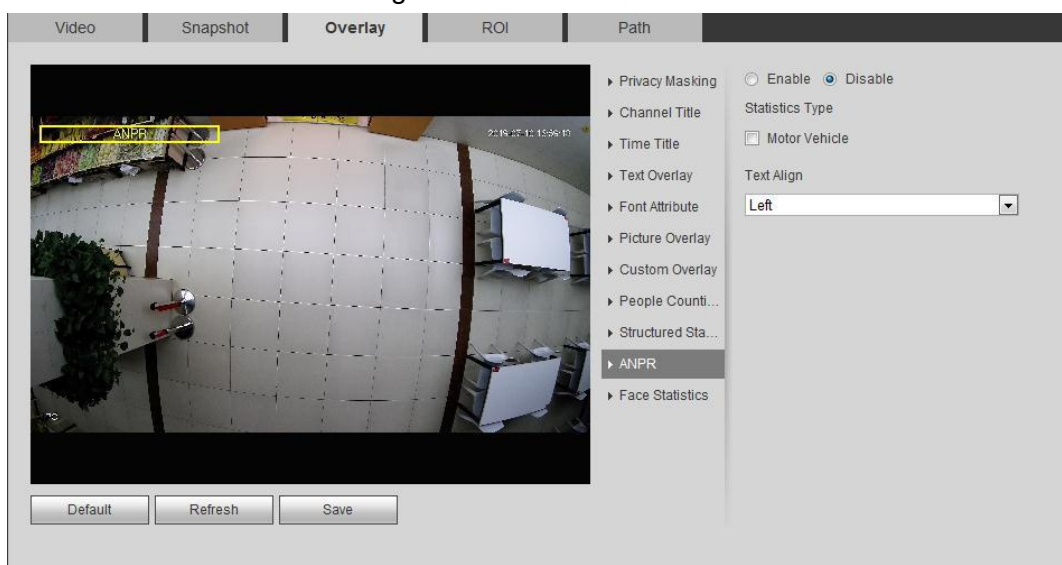 Video Snapshot Overlay ROI Path
ANPR
▸ Privacy Masking
▸ Channel Title
▸ Time Title
▸ Text Overlay
▸ Font Attribute
▸ Picture Overlay
▸ Custom Overlay
▸ People Counti...
▸ Structured Sta...
▸ ANPR
▸ Face Statistics
Enable Disable
Statistics Type
Motor Vehicle
Text Align
Left
Default Refresh Save